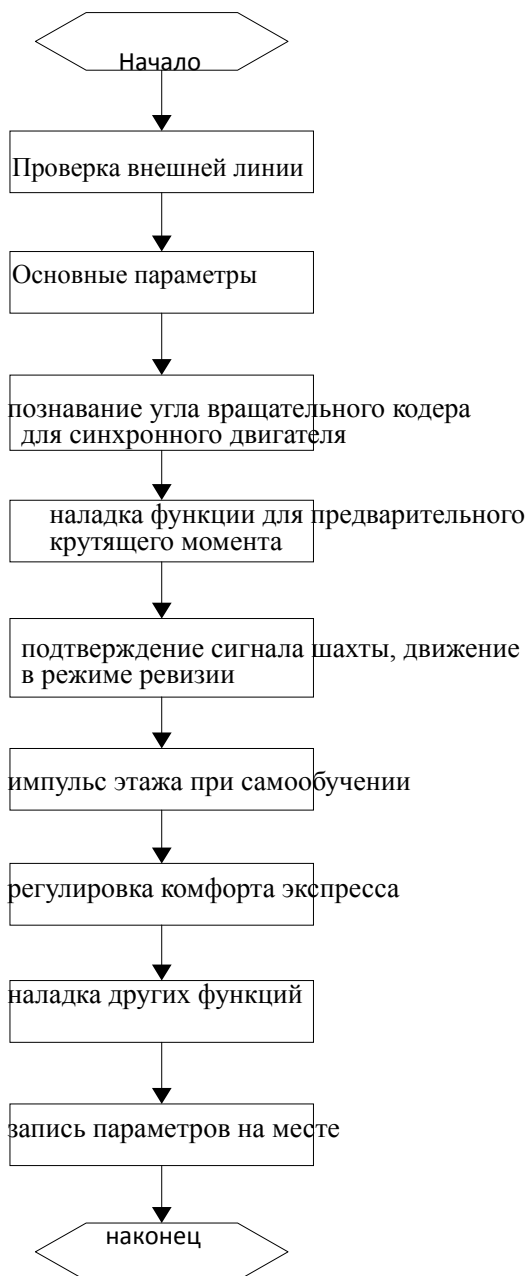 Начало
Проверка внешней линии
Основные параметры
познавание угла вращательного кодера
для синхронного двигателя
наладка функции для предварительного
крутящего момента
подтверждение сигнала шахты, движение
в режиме ревизии
импульс этажа при самообучении
регулировка комфорта экспресса
наладка других функций
запись параметров на месте
наконец